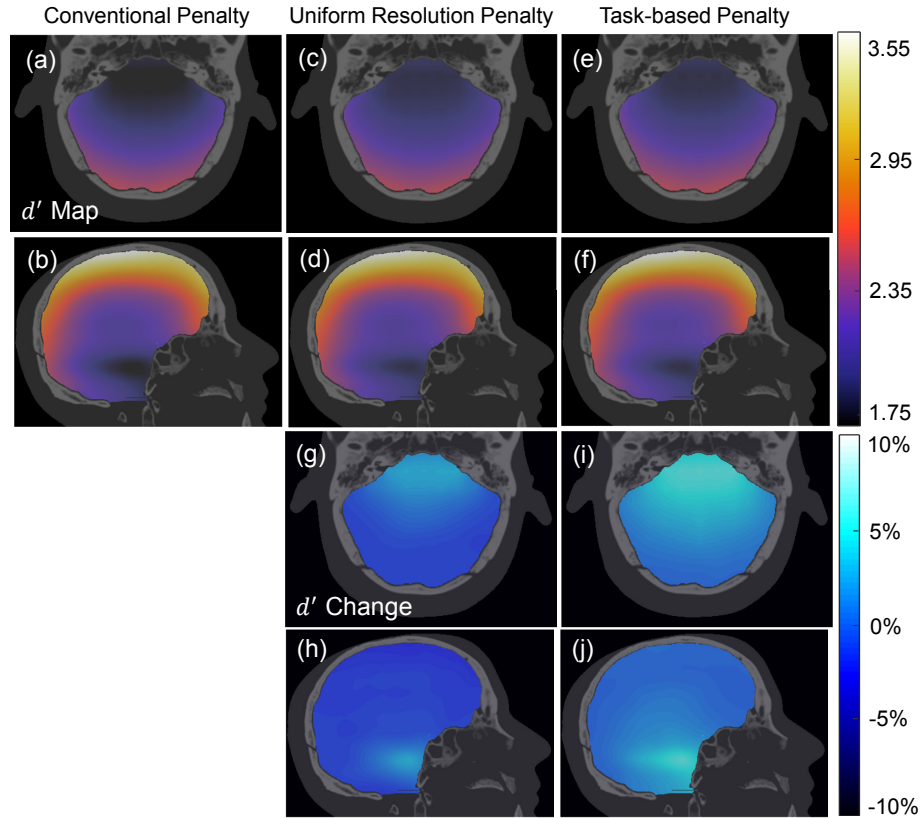 Conventional Penalty Uniform Resolution Penalty Task-based Penalty
(a) (c) (e) 3.55
2.95
d′ Map
(b) (d) (f)
2.35
1.75
(g) (i) 10%
5%
d′ Change
0%
(h) (j)
-5%
-10%